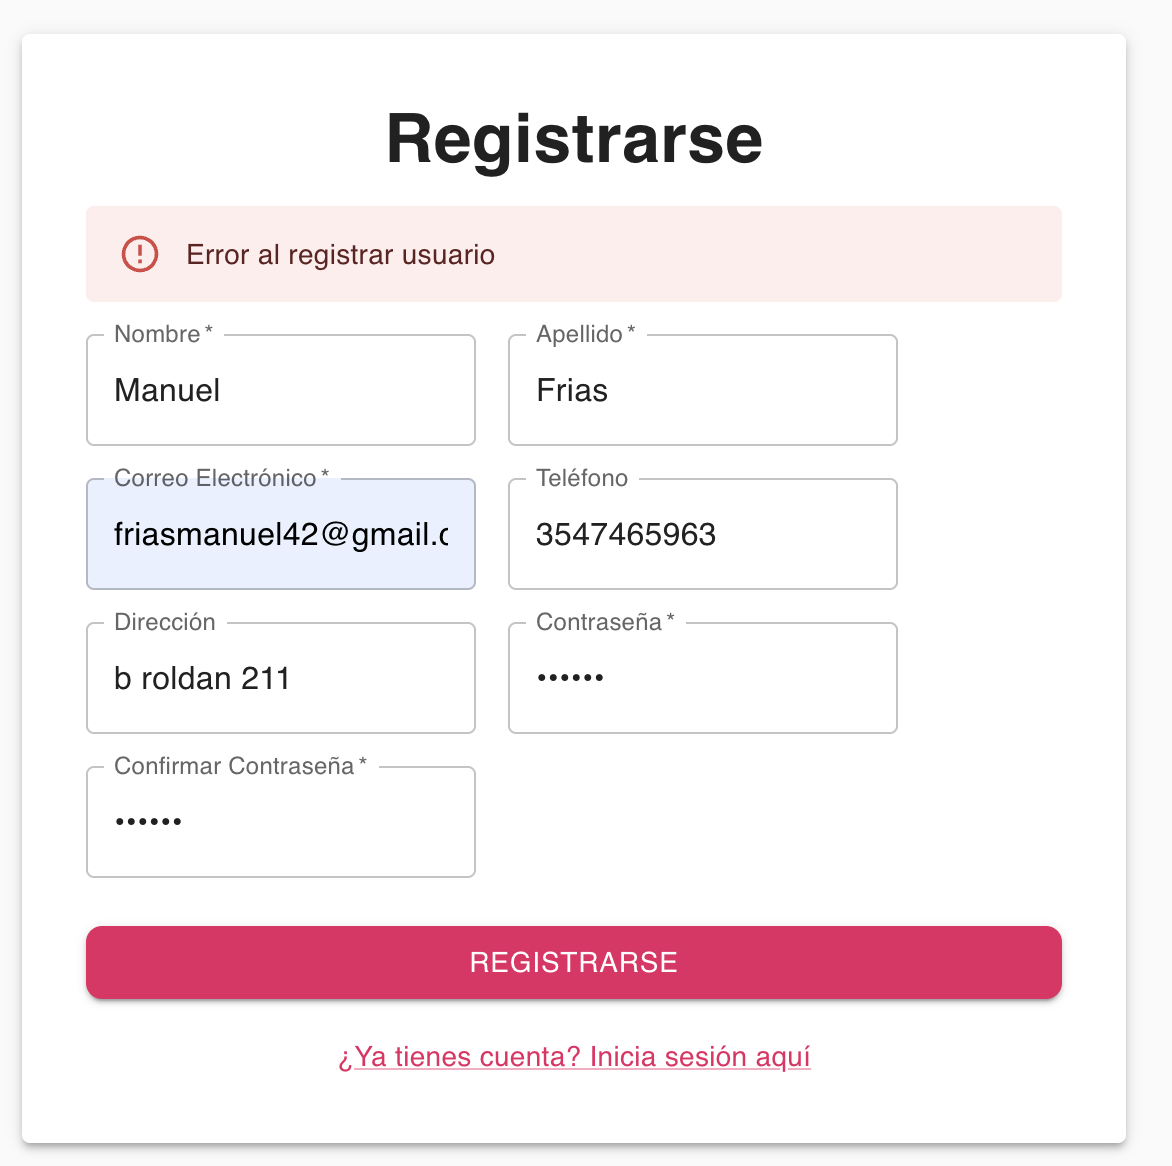 Registrarse
Error al registrar usuario
Nombre *
Apellido *
Manuel
Frias
Correo Electrónico *
Teléfono
friasmanuel42@gmail.c
3547465963
Dirección
Contraseña *
b roldan 211
••••••
Confirmar Contraseña *
••••••
REGISTRARSE
¿Ya tienes cuenta? Inicia sesión aquí